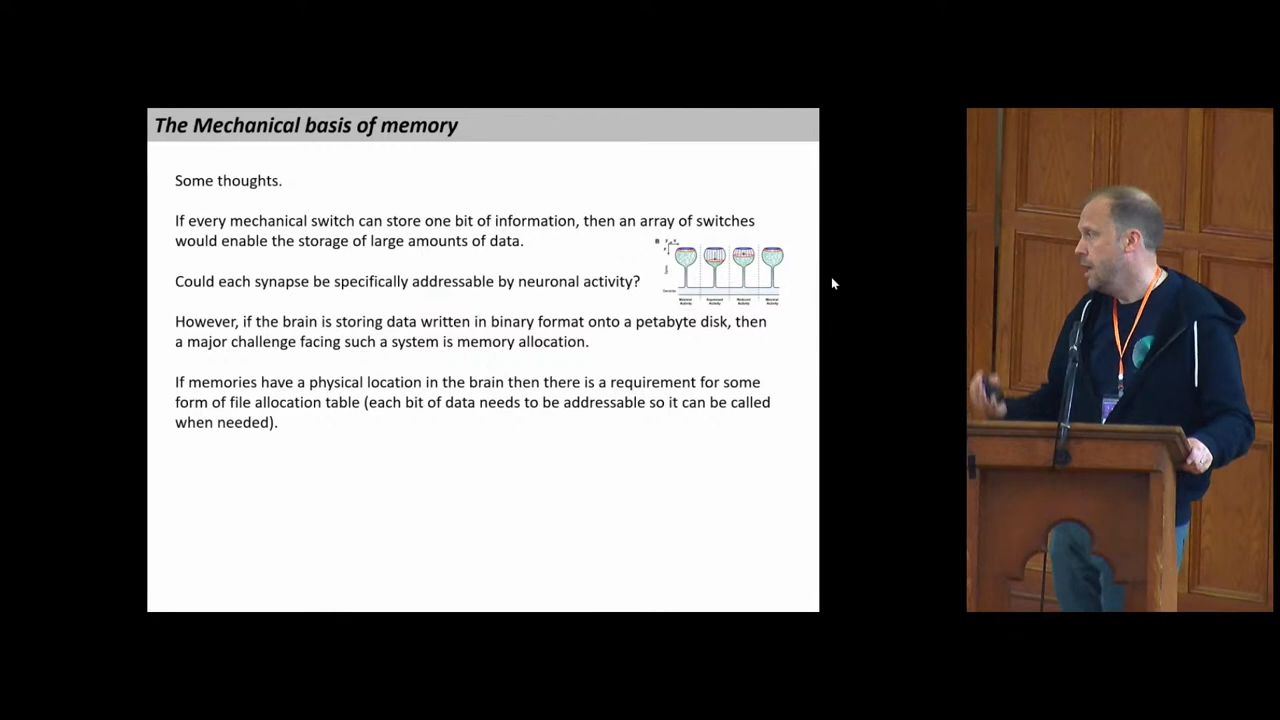 The Mechanical basis of memory
Some thoughts.
If every mechanical switch can store one bit of information, then an array of switches
would enable the storage of large amounts of data.
Could each synapse be specifically addressable by neuronal activity?
However, if the brain is storing data written in binary format onto a petabyte disk, then
a major challenge facing such a system is memory allocation.
If memories have a physical location in the brain then there is a requirement for some
form of file allocation table (each bit of data needs to be addressable so it can be called
when needed).